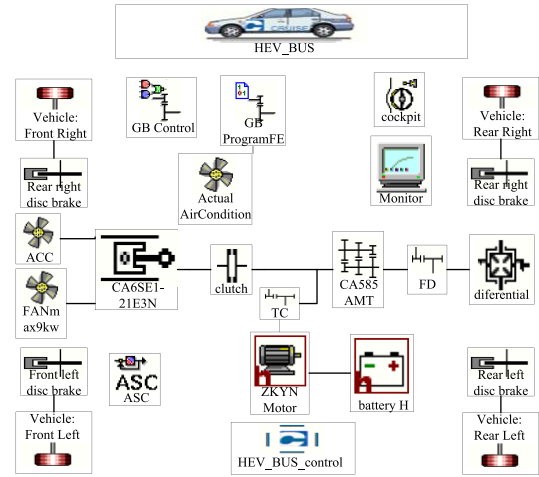 CRUISE
HEV_BUS
Vehicle:
Front Right
GB Control
GB
ProgramFE
cockpit
Vehicle:
Rear Right
Rear right
disc brake
Actual
AirCondition
Monitor
Rear right
disc brake
ACC
CA6SE1-
21E3N
clutch
CA585
AMT
FD
diferential
FANm
ax9kw
TC
Front left
disc brake
ASC
ASC
ZKYN
Motor
battery H
Rear left
disc brake
Vehicle:
Front Left
HEV_BUS_control
Vehicle:
Rear Left